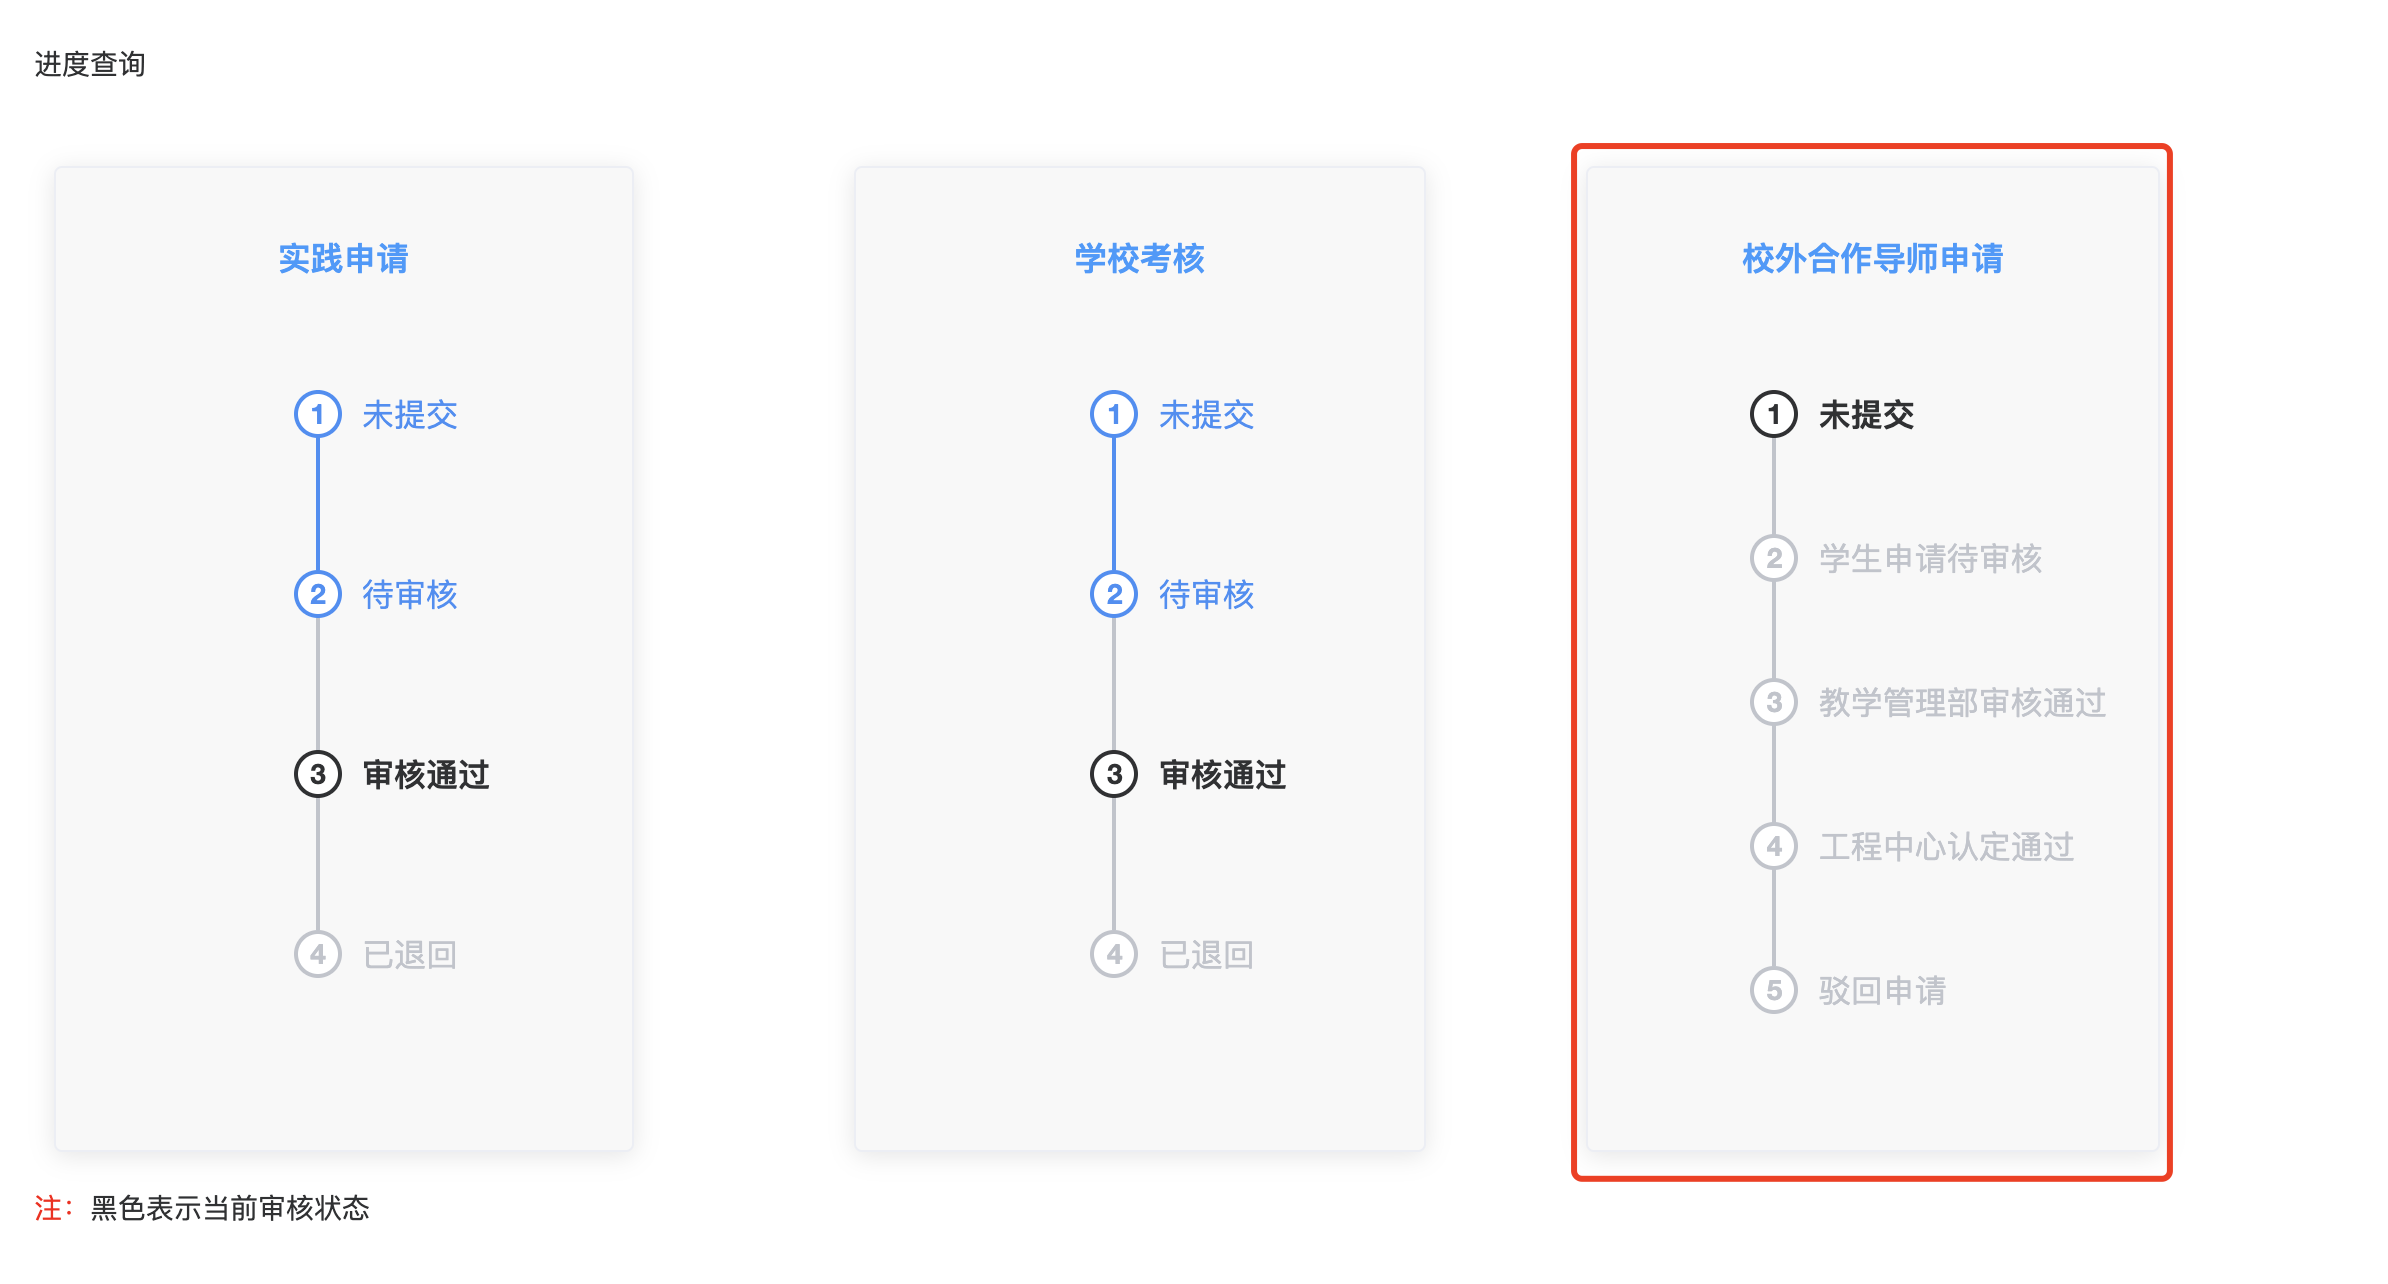 进度查询
实践申请
1 未提交
2 待审核
3 审核通过
4 已退回
学校考核
1 未提交
2 待审核
3 审核通过
4 已退回
校外合作导师申请
1 未提交
2 学生申请待审核
3 教学管理部审核通过
4 工程中心认定通过
5 驳回申请
注：黑色表示当前审核状态